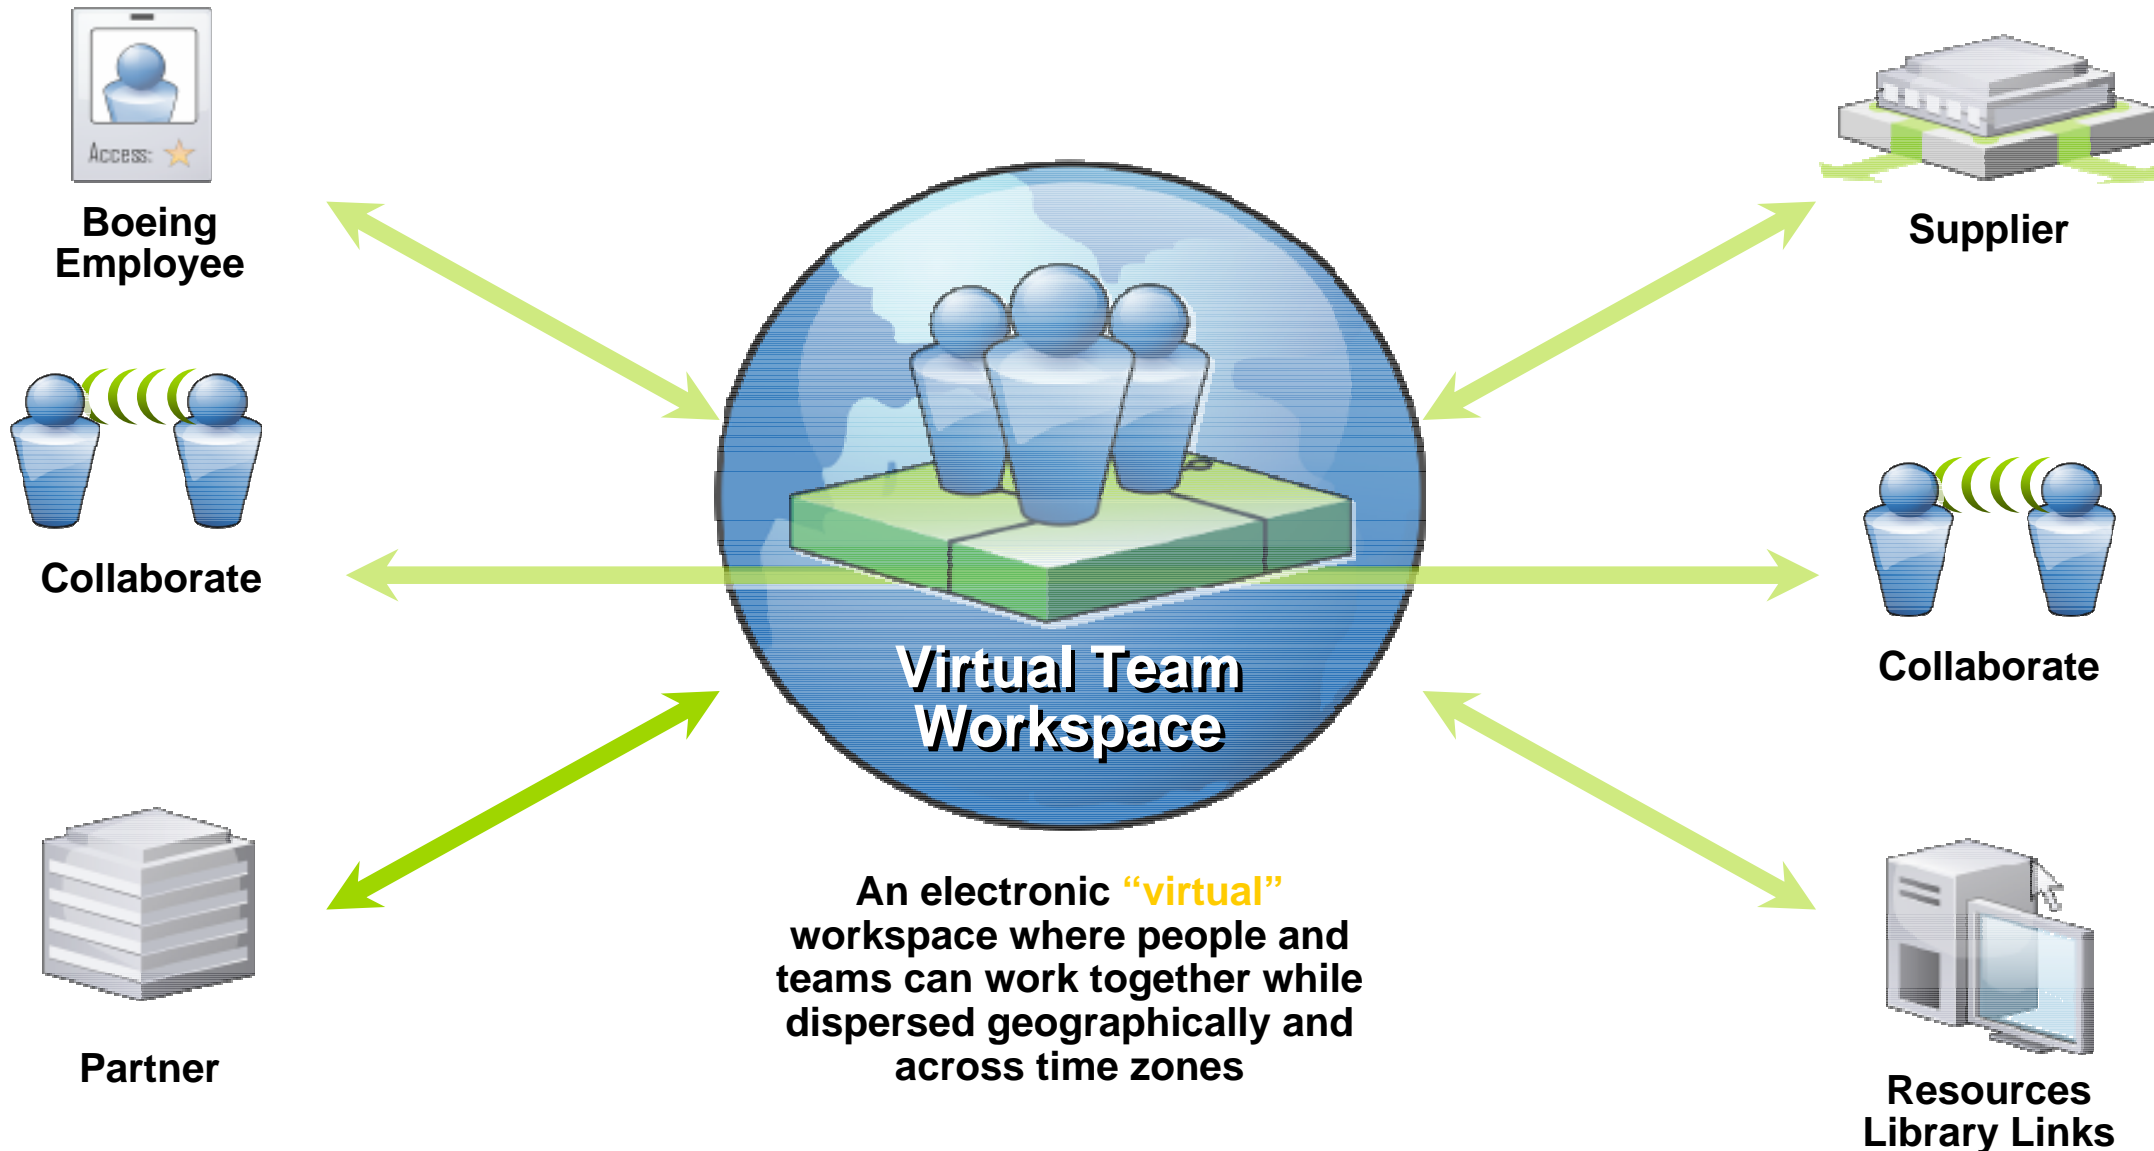 Access:
Boeing
Employee
Supplier
Collaborate
Virtual Team
Workspace
Collaborate
Partner
An electronic “virtual”
workspace where people and
teams can work together while
dispersed geographically and
across time zones
Resources
Library Links